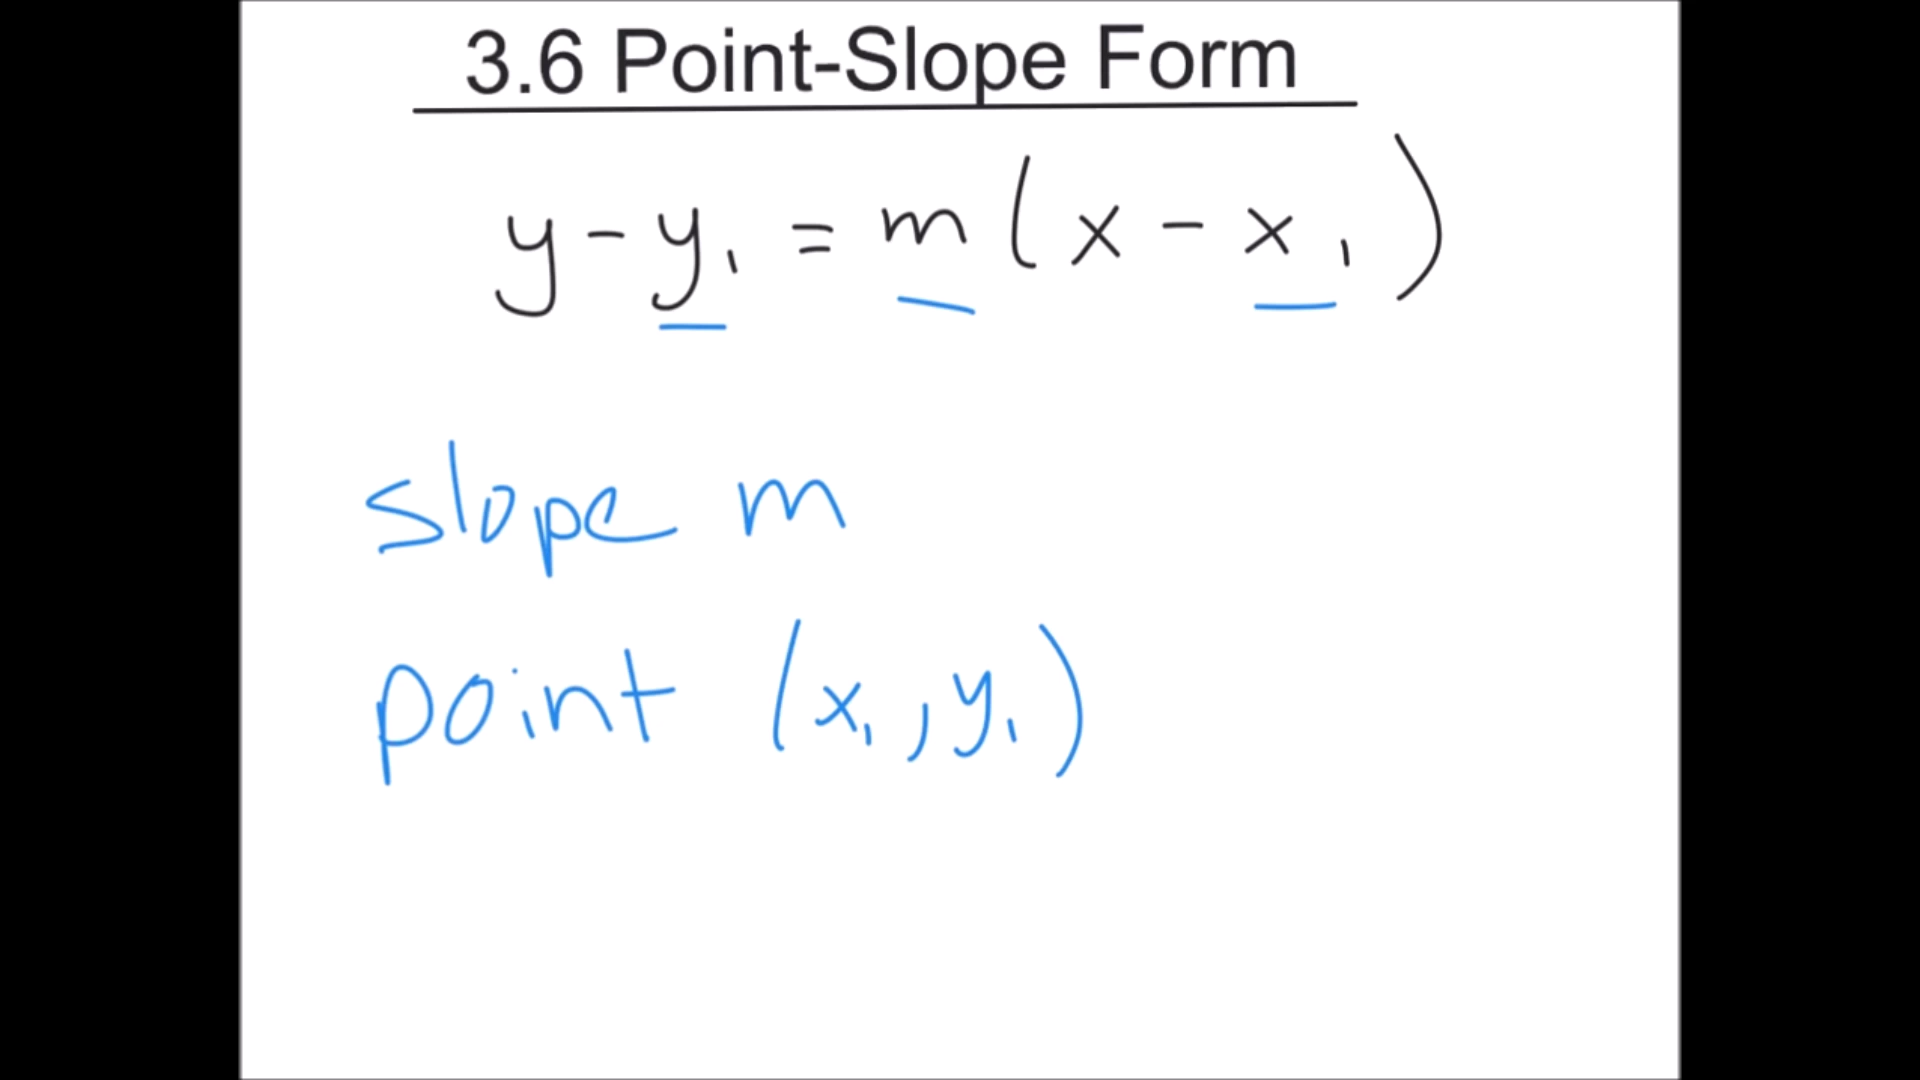 3.6 Point-Slope Form
y - y₁ = m(x - x₁)
slope m
point (x₁, y₁)